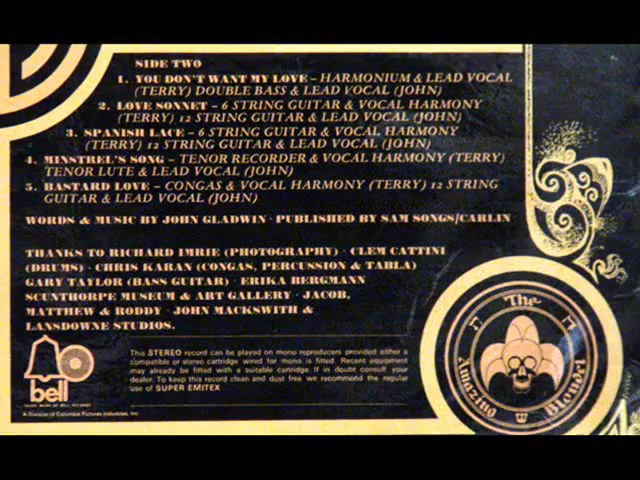 SIDE TWO
1. YOU DON'T WANT MY LOVE – HARMONIUM & LEAD VOCAL
(TERRY) DOUBLE BASS & LEAD VOCAL (JOHN)
2. LOVE SONNET – 6 STRING GUITAR & VOCAL HARMONY
(TERRY) 12 STRING GUITAR & LEAD VOCAL (JOHN)
3. SPANISH LACE – 6 STRING GUITAR & VOCAL HARMONY
(TERRY) 12 STRING GUITAR & LEAD VOCAL (JOHN)
4. MINSTREL'S SONG – TENOR RECORDER & VOCAL HARMONY (TERRY)
TENOR LUTE & LEAD VOCAL (JOHN)
5. BASTARD LOVE – CONGAS & VOCAL HARMONY (TERRY) 12 STRING
GUITAR & LEAD VOCAL (JOHN)
WORDS & MUSIC BY JOHN GLADWIN · PUBLISHED BY SAM SONGS/CARLIN
THANKS TO RICHARD IMRIE (PHOTOGRAPHY) · CLEM CATTINI
(DRUMS) · CHRIS KARAN (CONGAS, PERCUSSION & TABLA)
GARY TAYLOR (BASS GUITAR) · ERIKA BERGMANN
SCUNTHORPE MUSEUM & ART GALLERY · JACOB,
MATTHEW & RODDY · JOHN MACKSWITH &
LANSDOWNE STUDIOS.
This STEREO record can be played on mono reproducers provided either a
compatible or stereo cartridge wired for mono is fitted. Recent equipment
may already be fitted with a suitable cartridge. If in doubt consult your
dealer. To keep this record clean and dust free we recommend the regular
use of SUPER EMITEX
bell
A Division of Columbia Pictures Industries, Inc.
The
Amazing
Blondel